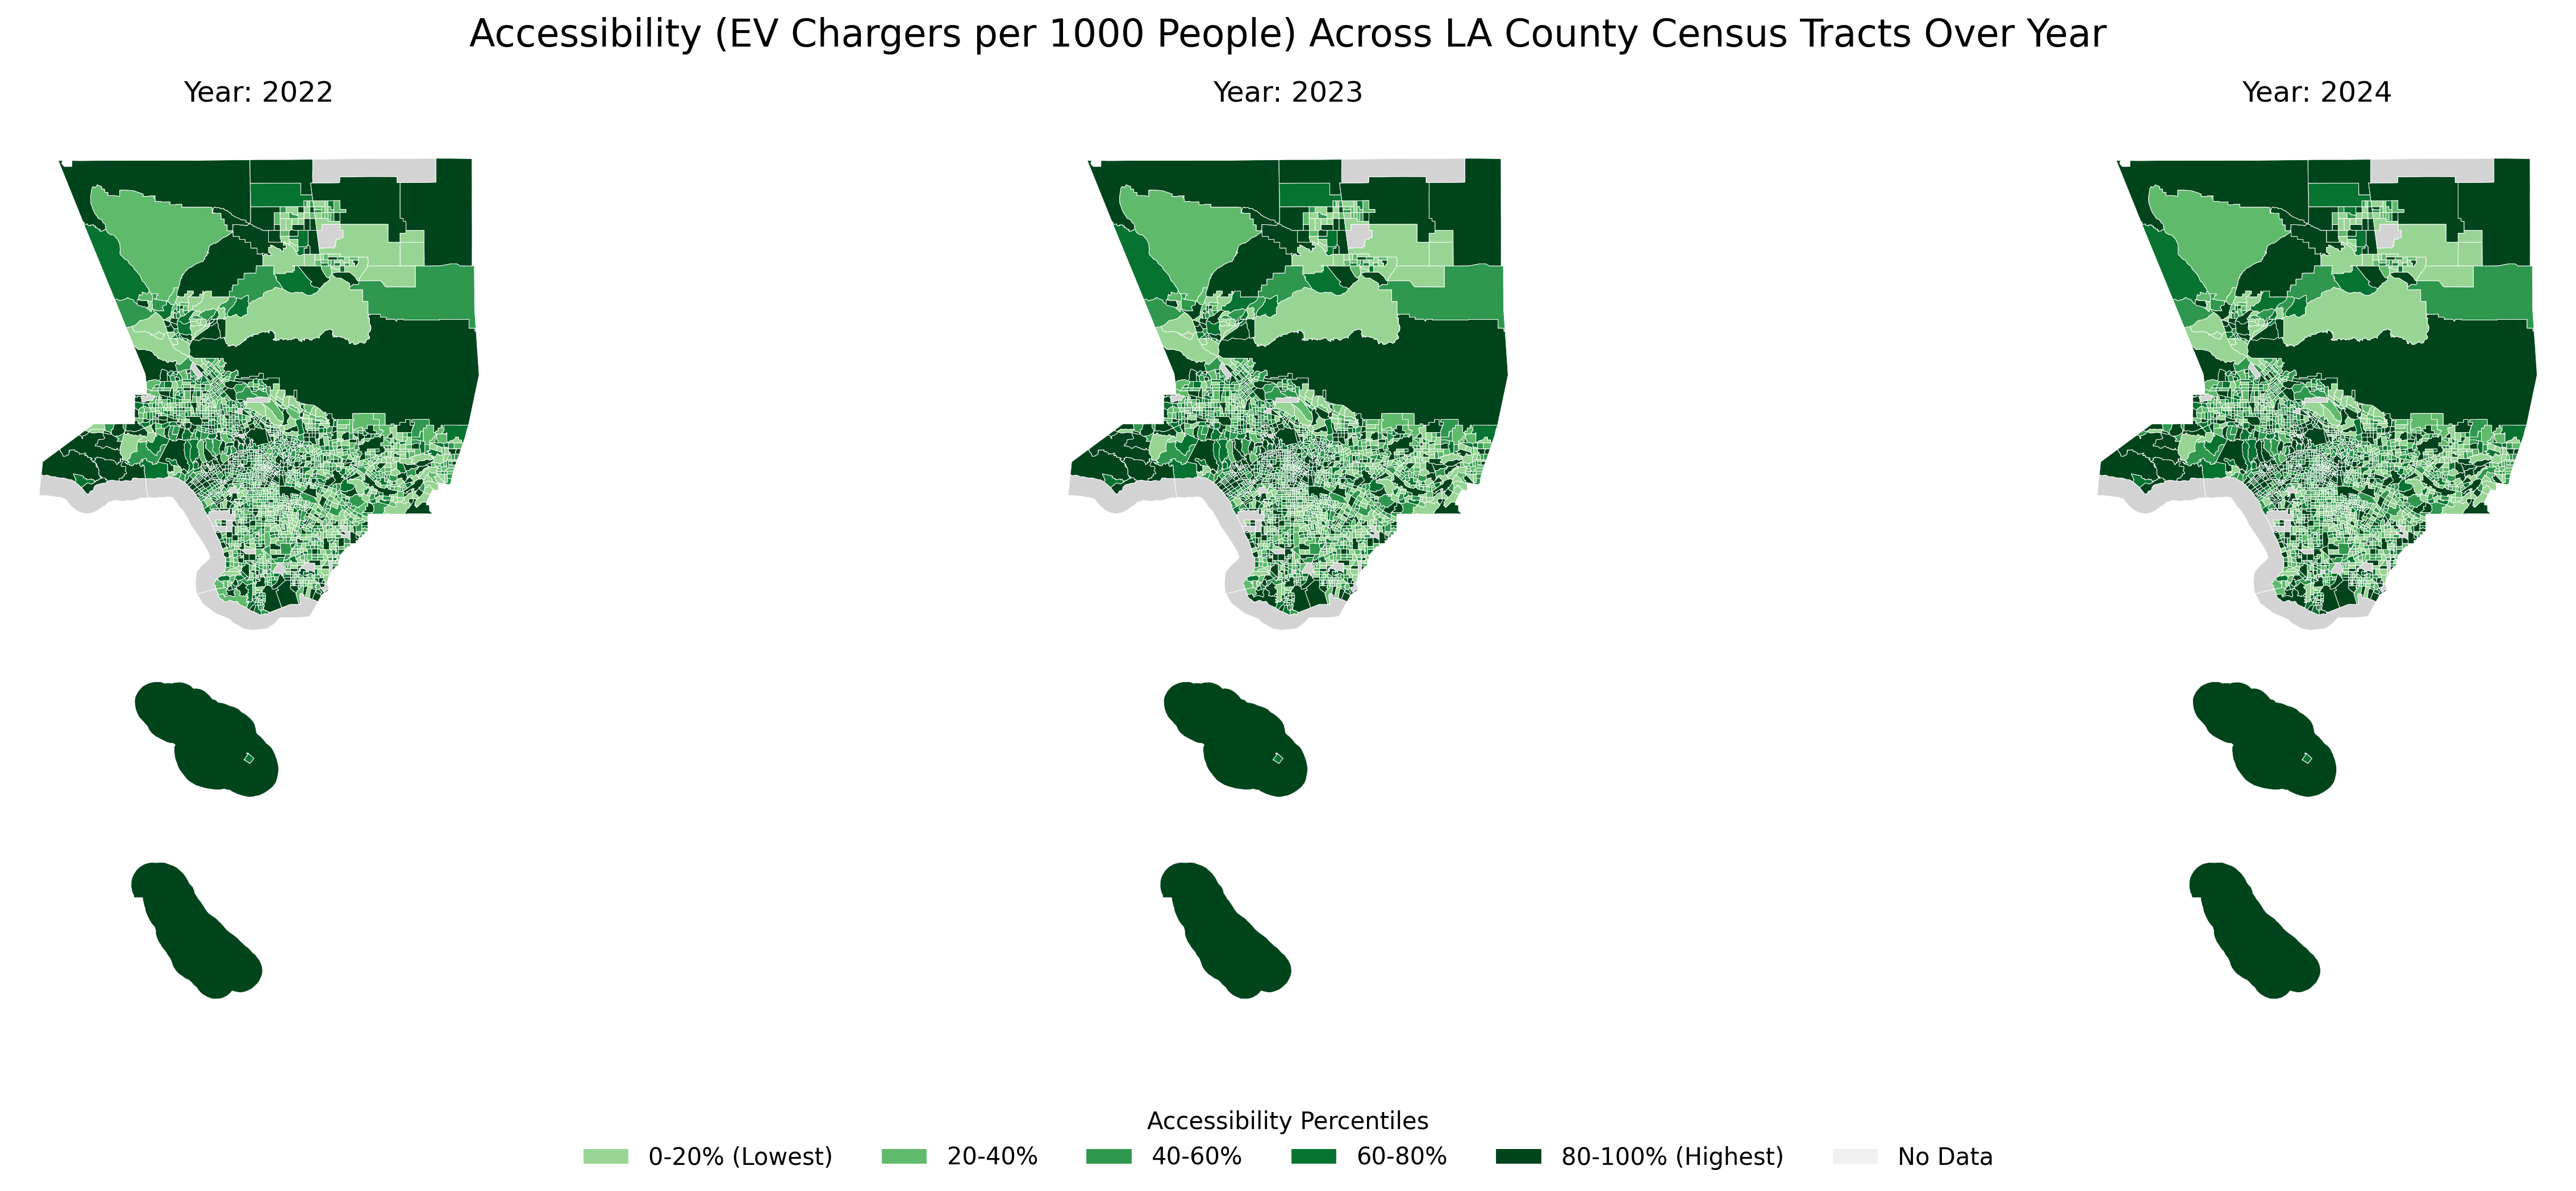 Accessibility (EV Chargers per 1000 People) Across LA County Census Tracts Over Year
Year: 2022
Year: 2023
Year: 2024
Accessibility Percentiles
0-20% (Lowest) 20-40% 40-60% 60-80% 80-100% (Highest) No Data